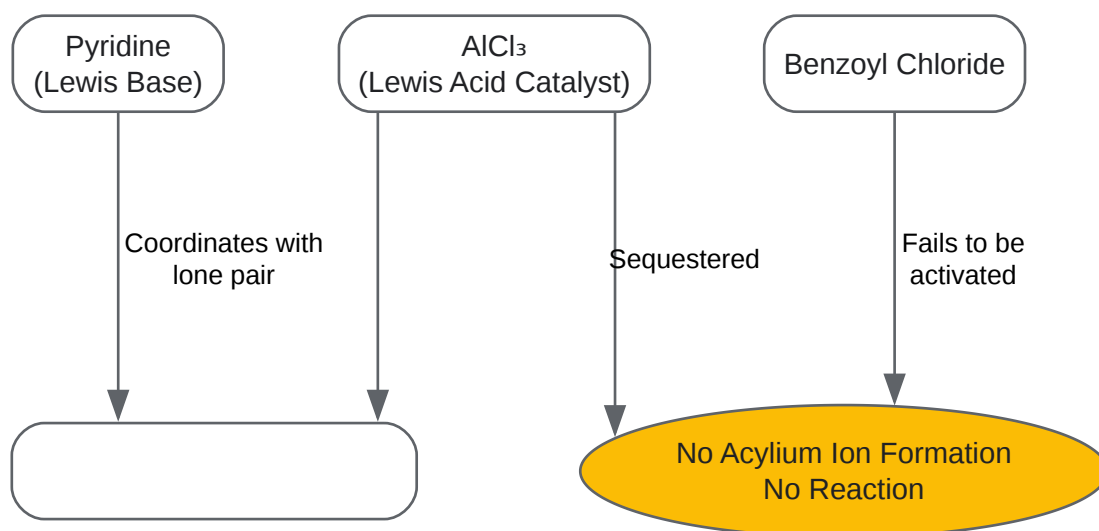 Pyridine
(Lewis Base)
AlCl₃
(Lewis Acid Catalyst)
Benzoyl Chloride
Coordinates with
lone pair
Sequestered
Fails to be
activated
No Acylium Ion Formation
No Reaction